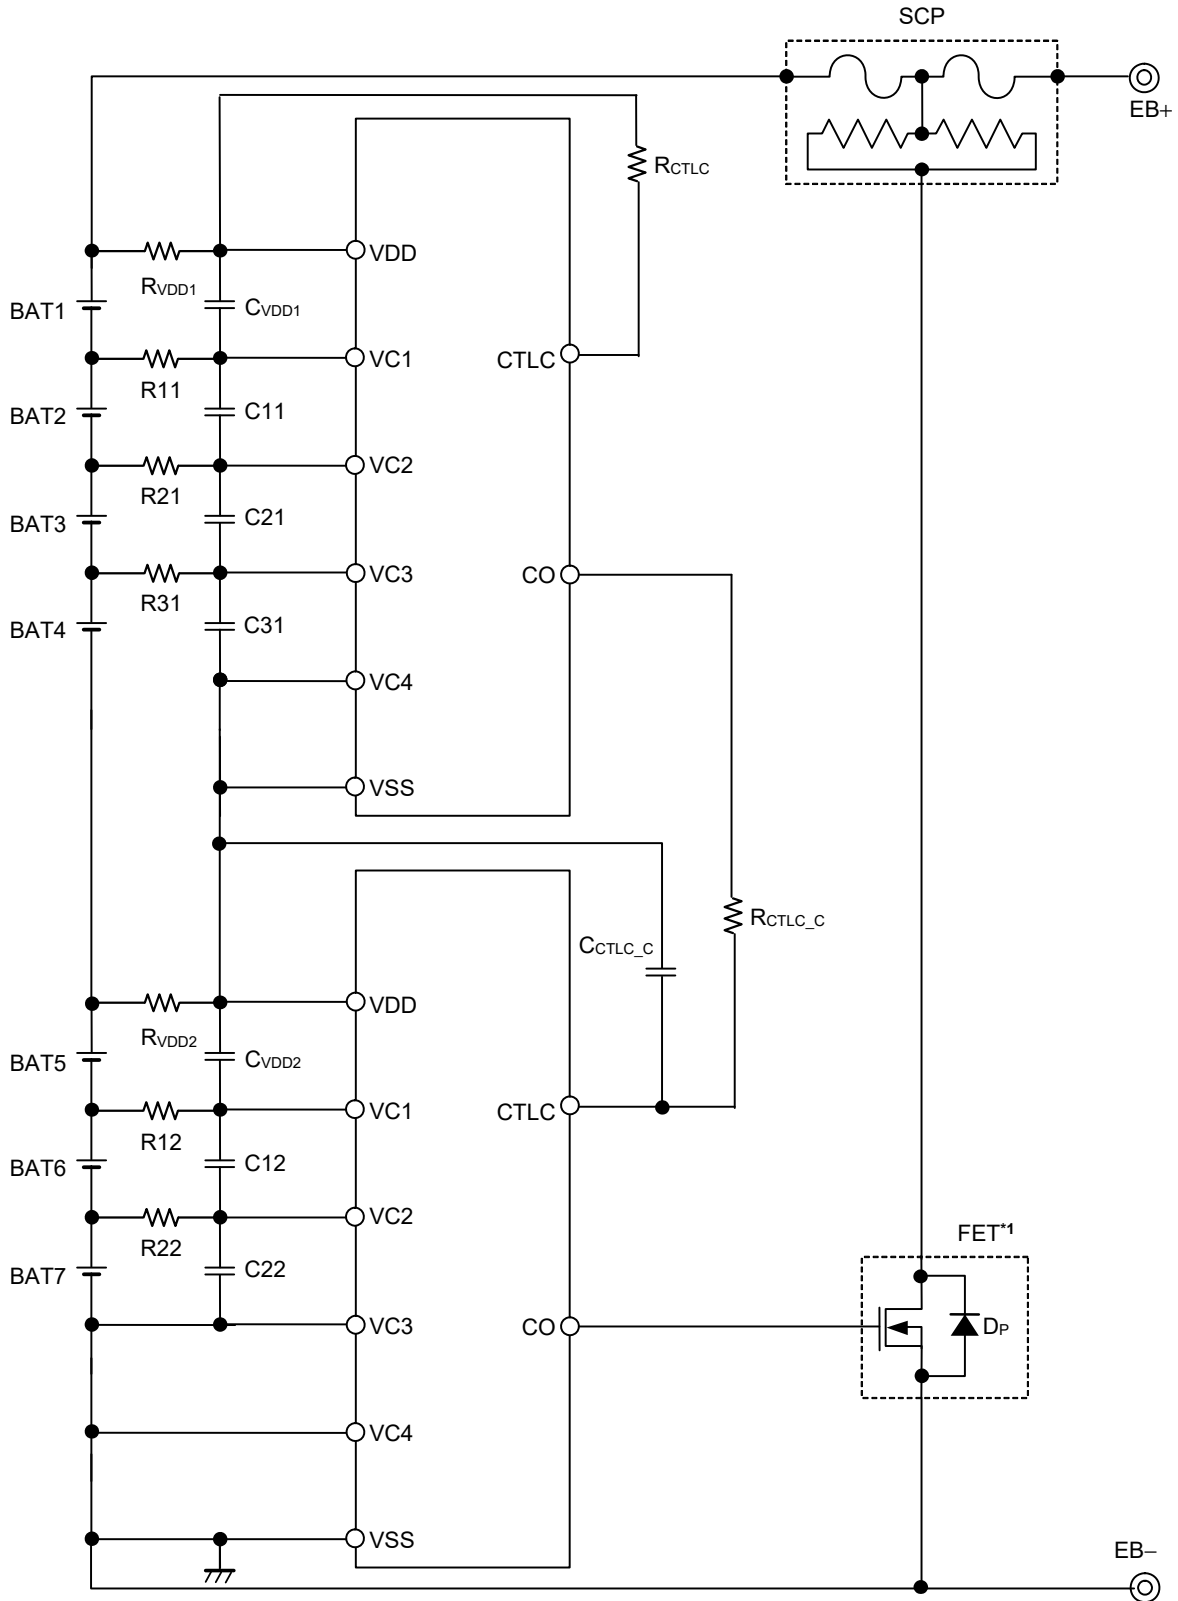 SCP
EB+
RCTLC
VDD
RVDD1
CVDD1
BAT1
VC1
CTLC
R11
BAT2
C11
VC2
R21
BAT3
C21
VC3
CO
R31
BAT4
C31
VC4
VSS
RCTLC_C
CCTLC_C
VDD
RVDD2
CVDD2
BAT5
VC1
CTLC
R12
BAT6
C12
VC2
FET*1
R22
BAT7
C22
VC3
CO
DP
VC4
VSS
EB−